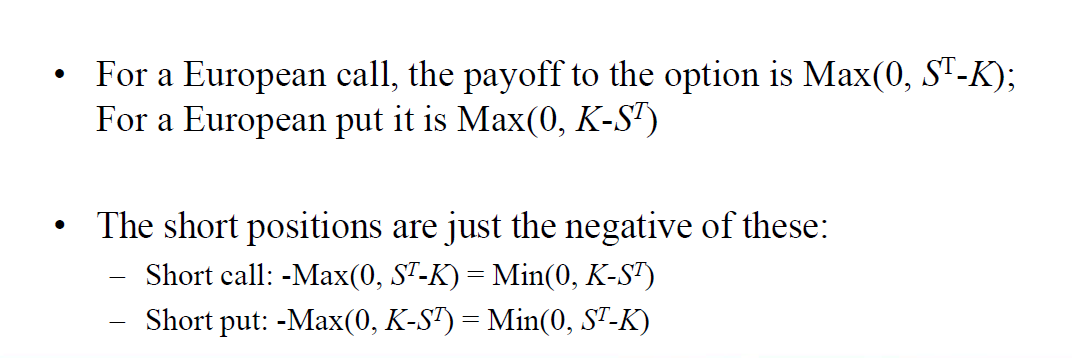 • For a European call, the payoff to the option is Max(0, Sᵀ-K);
For a European put it is Max(0, K-Sᵀ)
• The short positions are just the negative of these:
– Short call: -Max(0, Sᵀ-K) = Min(0, K-Sᵀ)
– Short put: -Max(0, K-Sᵀ) = Min(0, Sᵀ-K)